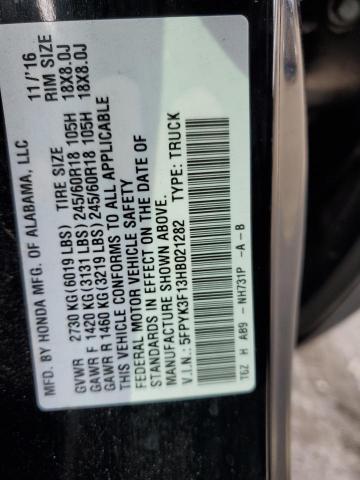 MFD. BY HONDA MFG. OF ALABAMA, LLC 11/'16
TIRE SIZE RIM SIZE
GVWR 2730 KG(6019 LBS)
GAWR F 1420 KG(3131 LBS) 245/60R18 105H 18X8.0J
GAWR R 1460 KG(3219 LBS) 245/60R18 105H 18X8.0J
THIS VEHICLE CONFORMS TO ALL APPLICABLE
FEDERAL MOTOR VEHICLE SAFETY
STANDARDS IN EFFECT ON THE DATE OF
MANUFACTURE SHOWN ABOVE.
V.I.N.: 5FPYK3F13HB021282 TYPE: TRUCK
T6Z H AB9 - NH731P -A -B